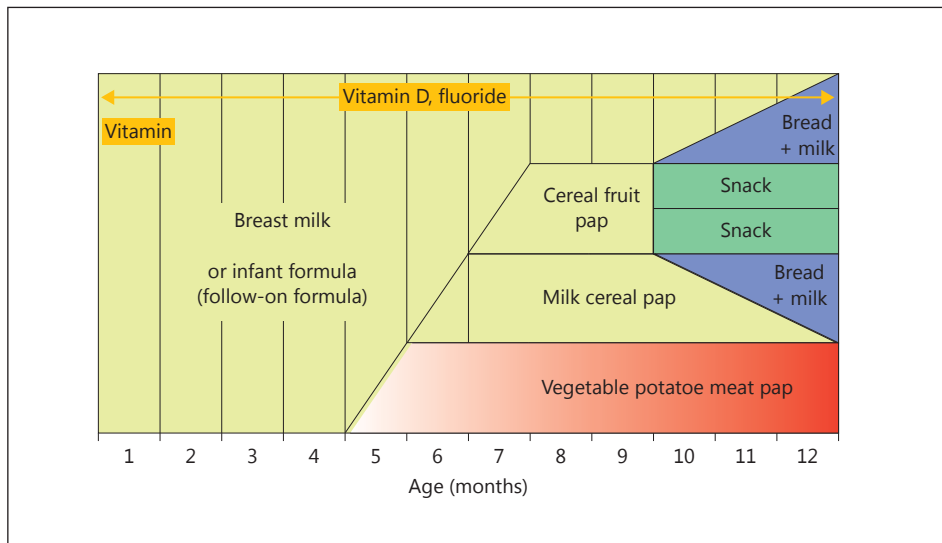 Vitamin D, fluoride
Vitamin
Bread
+ milk
Snack
Cereal fruit
pap
Breast milk
Snack
or infant formula
(follow-on formula)
Bread
+ milk
Milk cereal pap
Vegetable potatoe meat pap
1 2 3 4 5 6 7 8 9 10 11 12
Age (months)